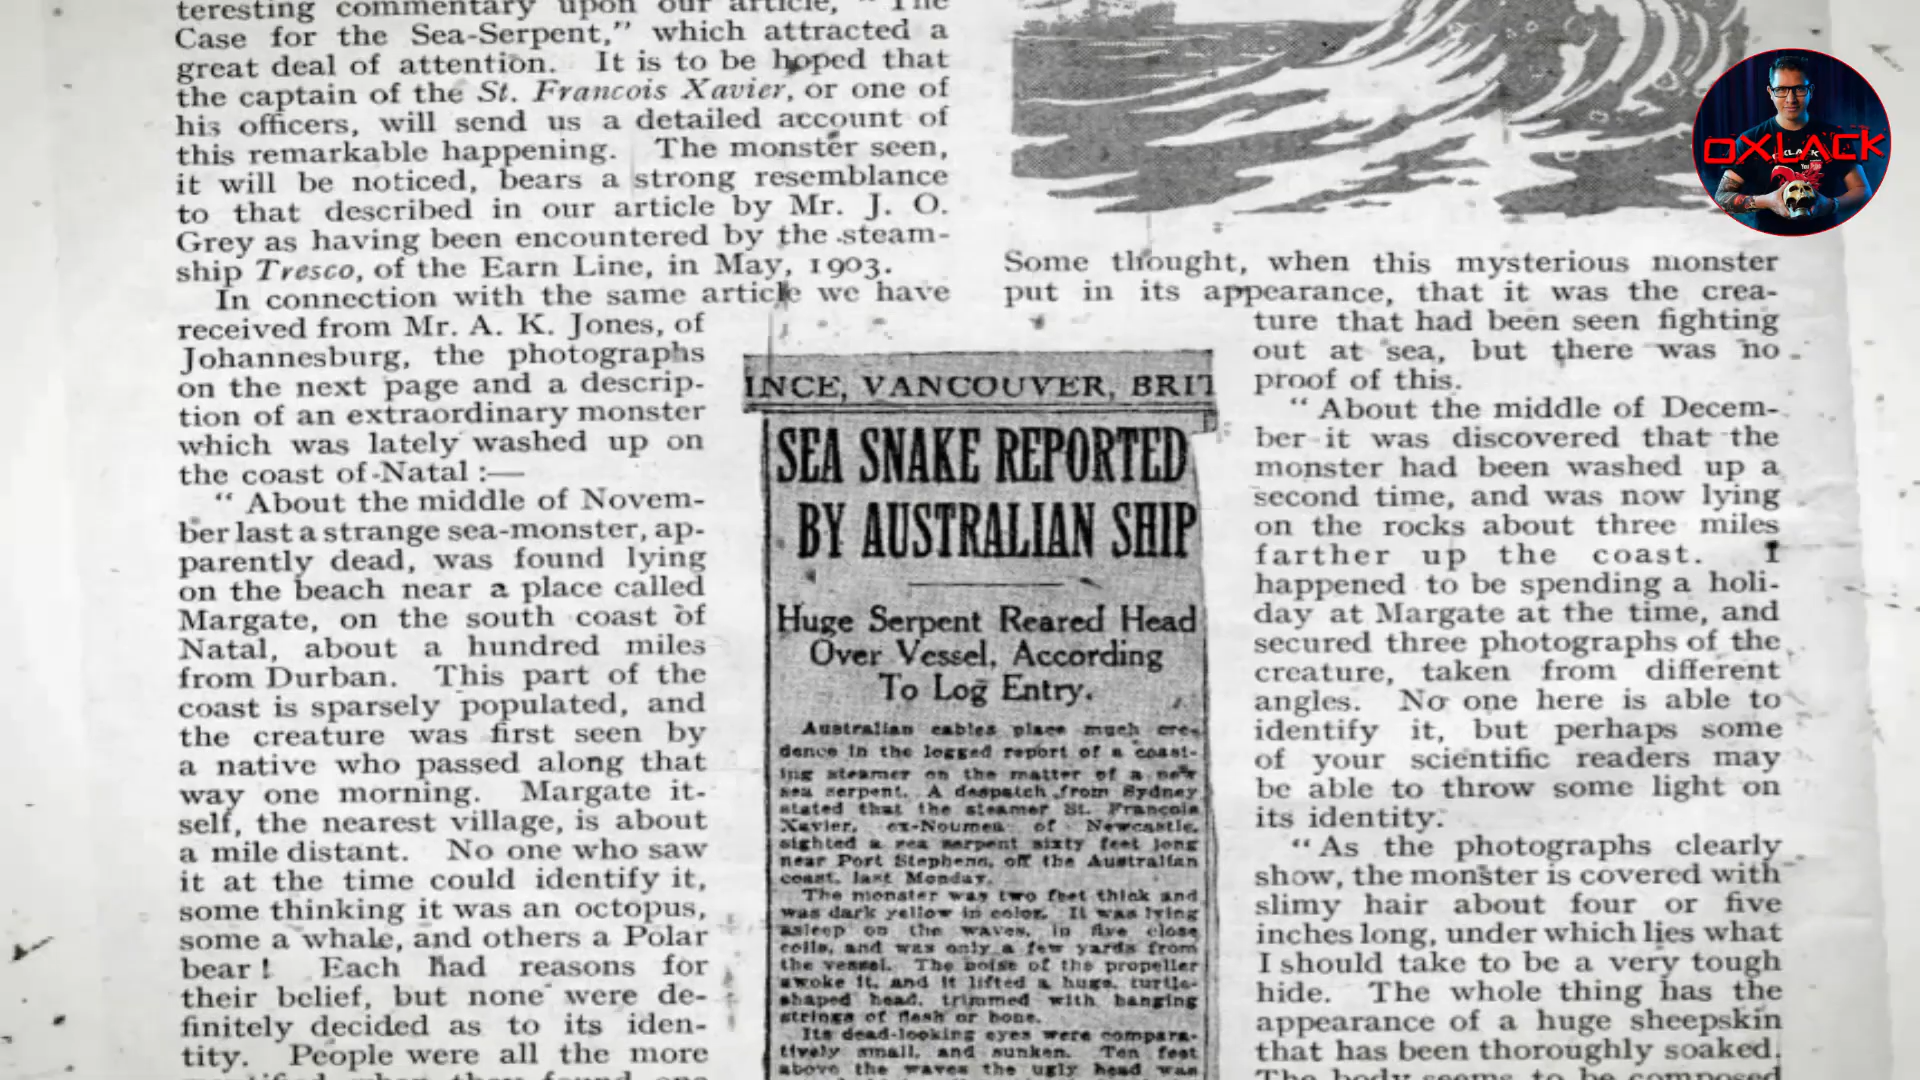 teresting commentary upon our article, "The
Case for the Sea-Serpent," which attracted a
great deal of attention. It is to be hoped that
the captain of the St. Francois Xavier, or one of
his officers, will send us a detailed account of
this remarkable happening. The monster seen,
it will be noticed, bears a strong resemblance
to that described in our article by Mr. J. O.
Grey as having been encountered by the steam-
ship Tresco, of the Earn Line, in May, 1903.
In connection with the same article we have
received from Mr. A. K. Jones, of
Johannesburg, the photographs
on the next page and a descrip-
tion of an extraordinary monster
which was lately washed up on
the coast of Natal :—
"About the middle of Novem-
ber last a strange sea-monster, ap-
parently dead, was found lying
on the beach near a place called
Margate, on the south coast of
Natal, about a hundred miles
from Durban. This part of the
coast is sparsely populated, and
the creature was first seen by
a native who passed along that
way one morning. Margate it-
self, the nearest village, is about
a mile distant. No one who saw
it at the time could identify it,
some thinking it was an octopus,
some a whale, and others a Polar
bear! Each had reasons for
their belief, but none were de-
finitely decided as to its iden-
tity. People were all the more
INCE, VANCOUVER, BRIT
SEA SNAKE REPORTED
BY AUSTRALIAN SHIP
Huge Serpent Reared Head
Over Vessel, According
To Log Entry.
Australian cables place much cre-
dence in the logged report of a coast-
ing steamer on the matter of a new
sea serpent. A despatch from Sydney
stated that the steamer St. Francois
Xavier, ex-Noumea of Newcastle,
sighted a sea serpent sixty feet long
near Port Stephens, off the Australian
coast, last Monday.
The monster was two feet thick and
was dark yellow in color. It was lying
asleep on the waves, in five close
coils, and was only a few yards from
the vessel. The noise of the propeller
awoke it, and it lifted a huge, turtle-
shaped head, trimmed with hanging
strings of flesh or bone.
Its dead-looking eyes were compara-
tively small, and sunken. Ten feet
above the waves the ugly head was
Some thought, when this mysterious monster
put in its appearance, that it was the crea-
ture that had been seen fighting
out at sea, but there was no
proof of this.
"About the middle of Decem-
ber it was discovered that the
monster had been washed up a
second time, and was now lying
on the rocks about three miles
farther up the coast. I
happened to be spending a holi-
day at Margate at the time, and
secured three photographs of the
creature, taken from different
angles. No one here is able to
identify it, but perhaps some
of your scientific readers may
be able to throw some light on
its identity.
"As the photographs clearly
show, the monster is covered with
slimy hair about four or five
inches long, under which lies what
I should take to be a very tough
hide. The whole thing has the
appearance of a huge sheepskin
that has been thoroughly soaked.
The body seems to be composed
OXLACK